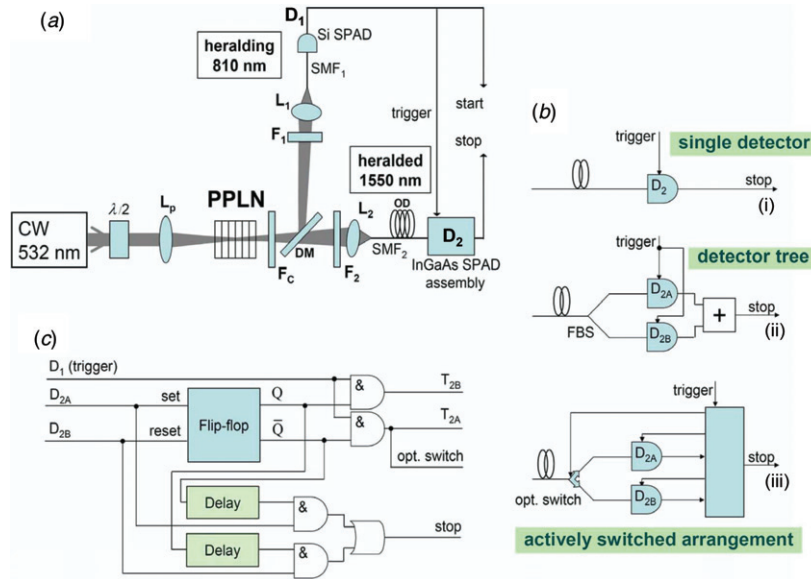 (a)
D1
Si SPAD
heralding
810 nm
SMF1
L1
F1
trigger
start
stop
heralded
1550 nm
CW
532 nm
λ/2
Lp
PPLN
FC
DM
F2
L2
OD
SMF2
D2
InGaAs SPAD
assembly
(b)
trigger
single detector
D2
stop
(i)
trigger
detector tree
D2A
FBS
D2B
+
stop
(ii)
trigger
D2A
opt. switch
D2B
stop
(iii)
actively switched arrangement
(c)
D1 (trigger)
D2A
set
D2B
reset
Flip-flop
Q
Q̅
&
T2B
&
T2A
opt. switch
Delay
&
Delay
&
stop